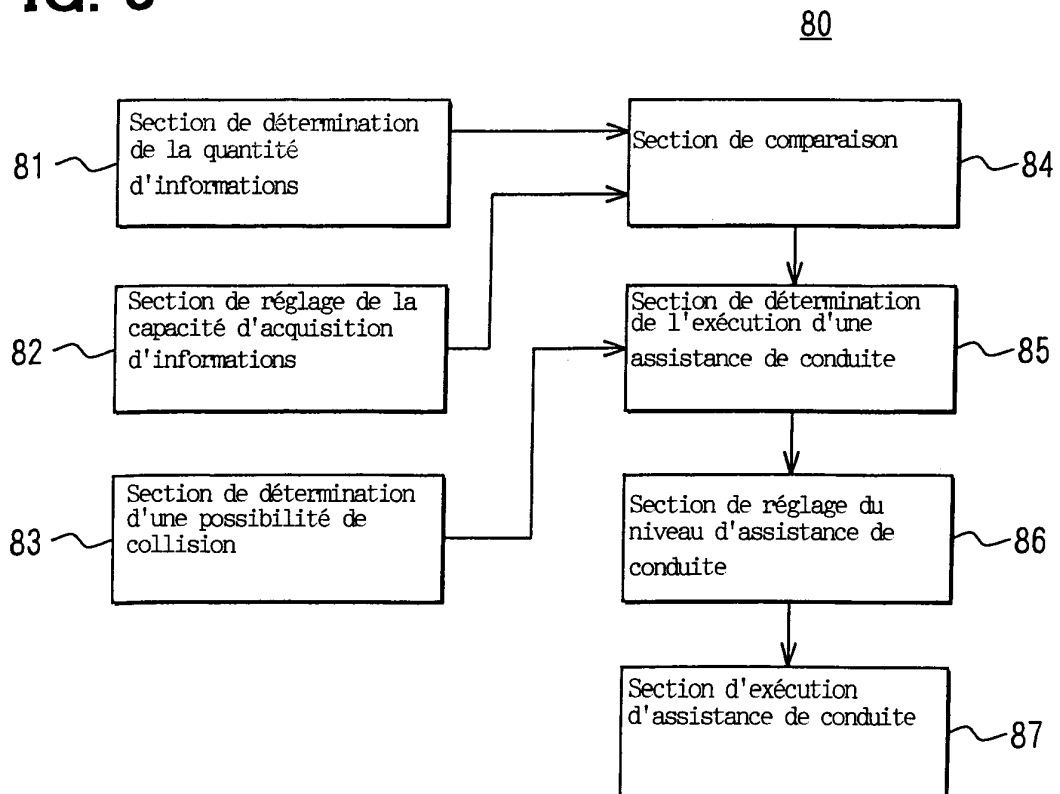 80
81
Section de détermination
de la quantité
d'informations
Section de comparaison
84
82
Section de réglage de la
capacité d'acquisition
d'informations
Section de détermination
de l'exécution d'une
assistance de conduite
85
83
Section de détermination
d'une possibilité de
collision
Section de réglage du
niveau d'assistance de
conduite
86
Section d'exécution
d'assistance de conduite
87